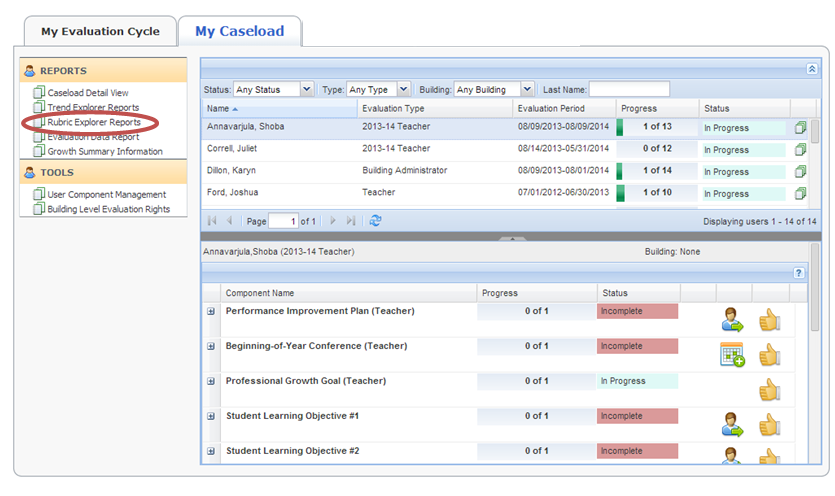 My Evaluation Cycle My Caseload
REPORTS
Caseload Detail View
Trend Explorer Reports
Rubric Explorer Reports
Evaluation Data Report
Growth Summary Information
TOOLS
User Component Management
Building Level Evaluation Rights
Status: Any Status Type: Any Type Building: Any Building Last Name:
Name Evaluation Type Evaluation Period Progress Status
Annavarjula, Shoba 2013-14 Teacher 08/09/2013-08/09/2014 1 of 13 In Progress
Correll, Juliet 2013-14 Teacher 08/14/2013-05/31/2014 0 of 12 In Progress
Dillon, Karyn Building Administrator 08/09/2013-08/01/2014 1 of 14 In Progress
Ford, Joshua Teacher 07/01/2012-06/30/2013 1 of 10 In Progress
Page 1 of 1 Displaying users 1 - 14 of 14
Annavarjula,Shoba (2013-14 Teacher) Building: None
?
Component Name Progress Status
Performance Improvement Plan (Teacher) 0 of 1 Incomplete
Beginning-of-Year Conference (Teacher) 0 of 1 Incomplete
Professional Growth Goal (Teacher) 0 of 1 In Progress
Student Learning Objective #1 0 of 1 Incomplete
Student Learning Objective #2 0 of 1 Incomplete